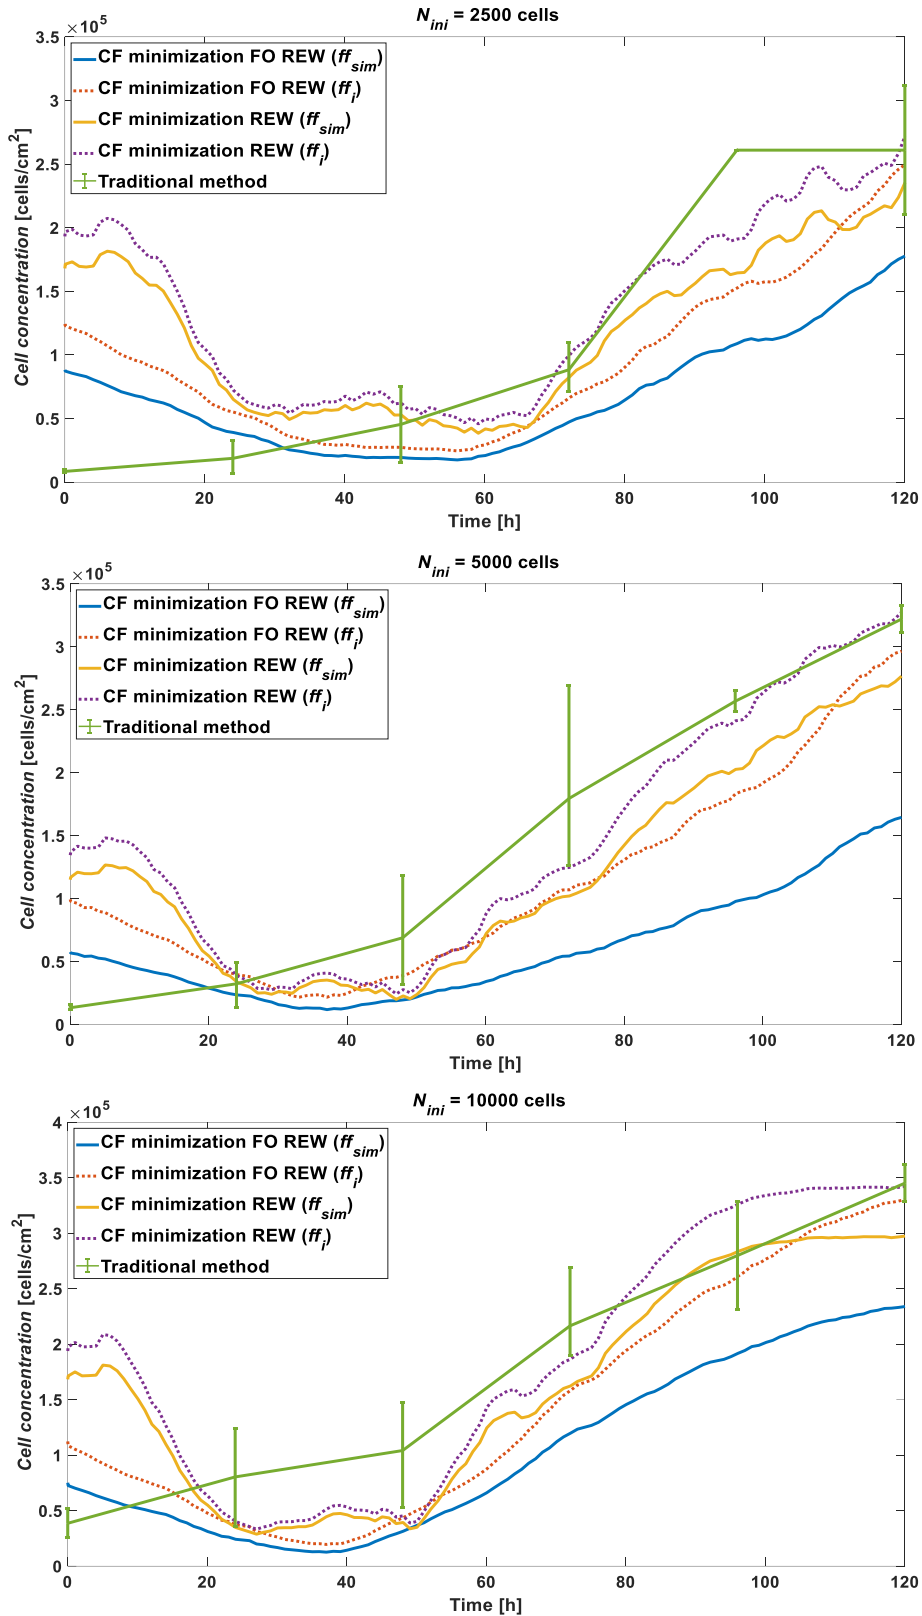 N_ini = 2500 cells
×10^5
3.5
3
2.5
2
1.5
1
0.5
0
Cell concentration [cells/cm^2]
CF minimization FO REW (ff_sim)
CF minimization FO REW (ff_i)
CF minimization REW (ff_sim)
CF minimization REW (ff_i)
Traditional method
0 20 40 60 80 100 120
Time [h]
N_ini = 5000 cells
×10^5
3.5
3
2.5
2
1.5
1
0.5
0
Cell concentration [cells/cm^2]
CF minimization FO REW (ff_sim)
CF minimization FO REW (ff_i)
CF minimization REW (ff_sim)
CF minimization REW (ff_i)
Traditional method
0 20 40 60 80 100 120
Time [h]
N_ini = 10000 cells
×10^5
4
3.5
3
2.5
2
1.5
1
0.5
0
Cell concentration [cells/cm^2]
CF minimization FO REW (ff_sim)
CF minimization FO REW (ff_i)
CF minimization REW (ff_sim)
CF minimization REW (ff_i)
Traditional method
0 20 40 60 80 100 120
Time [h]